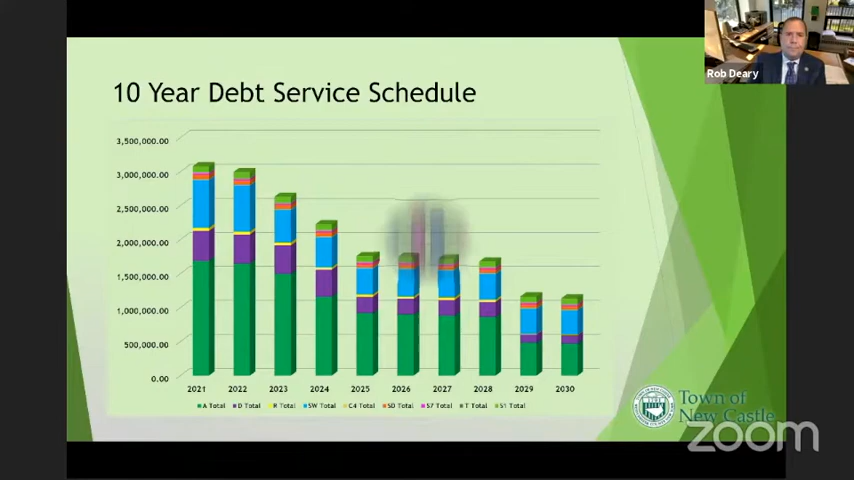 Rob Deary
10 Year Debt Service Schedule
3,500,000.00
3,000,000.00
2,500,000.00
2,000,000.00
1,500,000.00
1,000,000.00
500,000.00
0.00
2021 2022 2023 2024 2025 2026 2027 2028 2029 2030
A Total D Total R Total SW Total C4 Total SD Total S7 Total T Total S1 Total
Town of
New Castle
zoom